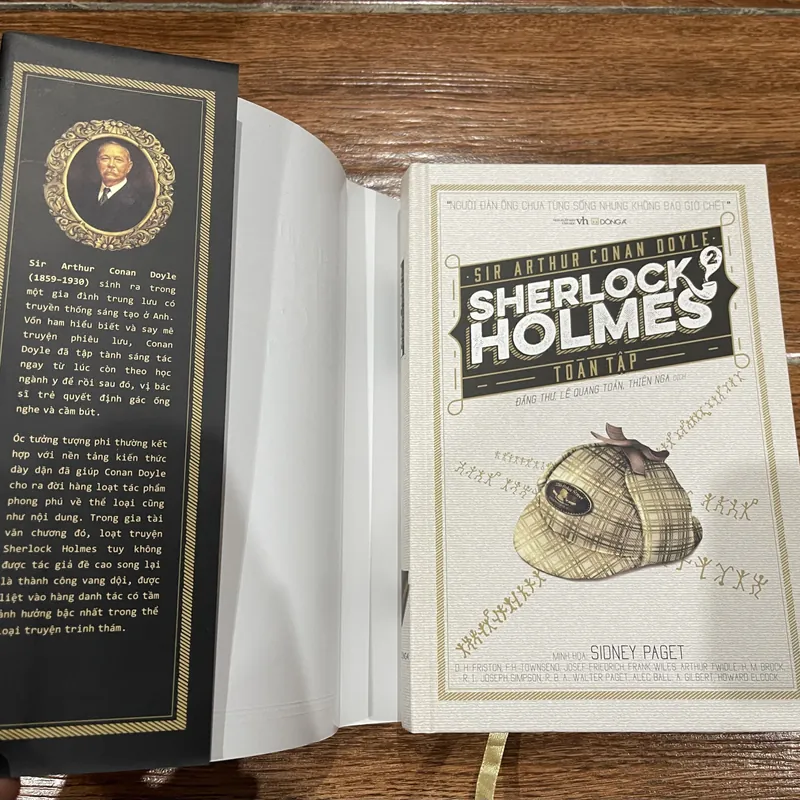 Sir Arthur Conan Doyle
(1859–1930) sinh ra trong
một gia đình trung lưu có
truyền thống sáng tạo ở Anh.
Vốn ham hiểu biết và say mê
truyện phiêu lưu, Conan
Doyle đã tập tành sáng tác
ngay từ lúc còn theo học
ngành y để rồi sau đó, vị bác
sĩ trẻ quyết định gác ống
nghe và cầm bút.
Óc tưởng tượng phi thường kết
hợp với nền tảng kiến thức
dày dặn đã giúp Conan Doyle
cho ra đời hàng loạt tác phẩm
phong phú về thể loại cũng
như nội dung. Trong gia tài
văn chương đó, loạt truyện
Sherlock Holmes tuy không
được tác giả đề cao song lại
là thành công vang dội, được
liệt vào hàng danh tác có tầm
ảnh hưởng bậc nhất trong thể
loại truyện trinh thám.
"NGƯỜI ĐÀN ÔNG CHƯA TỪNG SỐNG NHƯNG KHÔNG BAO GIỜ CHẾT"
vh ĐÔNG A
SIR ARTHUR CONAN DOYLE
SHERLOCK 2
HOLMES
TOÀN TẬP
ĐĂNG THƯ, LÊ QUANG TOẢN, THIÊN NGA DỊCH
MINH HỌA SIDNEY PAGET
D. H. FRISTON, F. H. TOWNSEND, JOSEF FRIEDRICH, FRANK WILES, ARTHUR TWIDLE, H. M. BROCK,
R. T. JOSEPH SIMPSON, R. B. A., WALTER PAGET, ALEC BALL, A. GILBERT, HOWARD ELCOCK